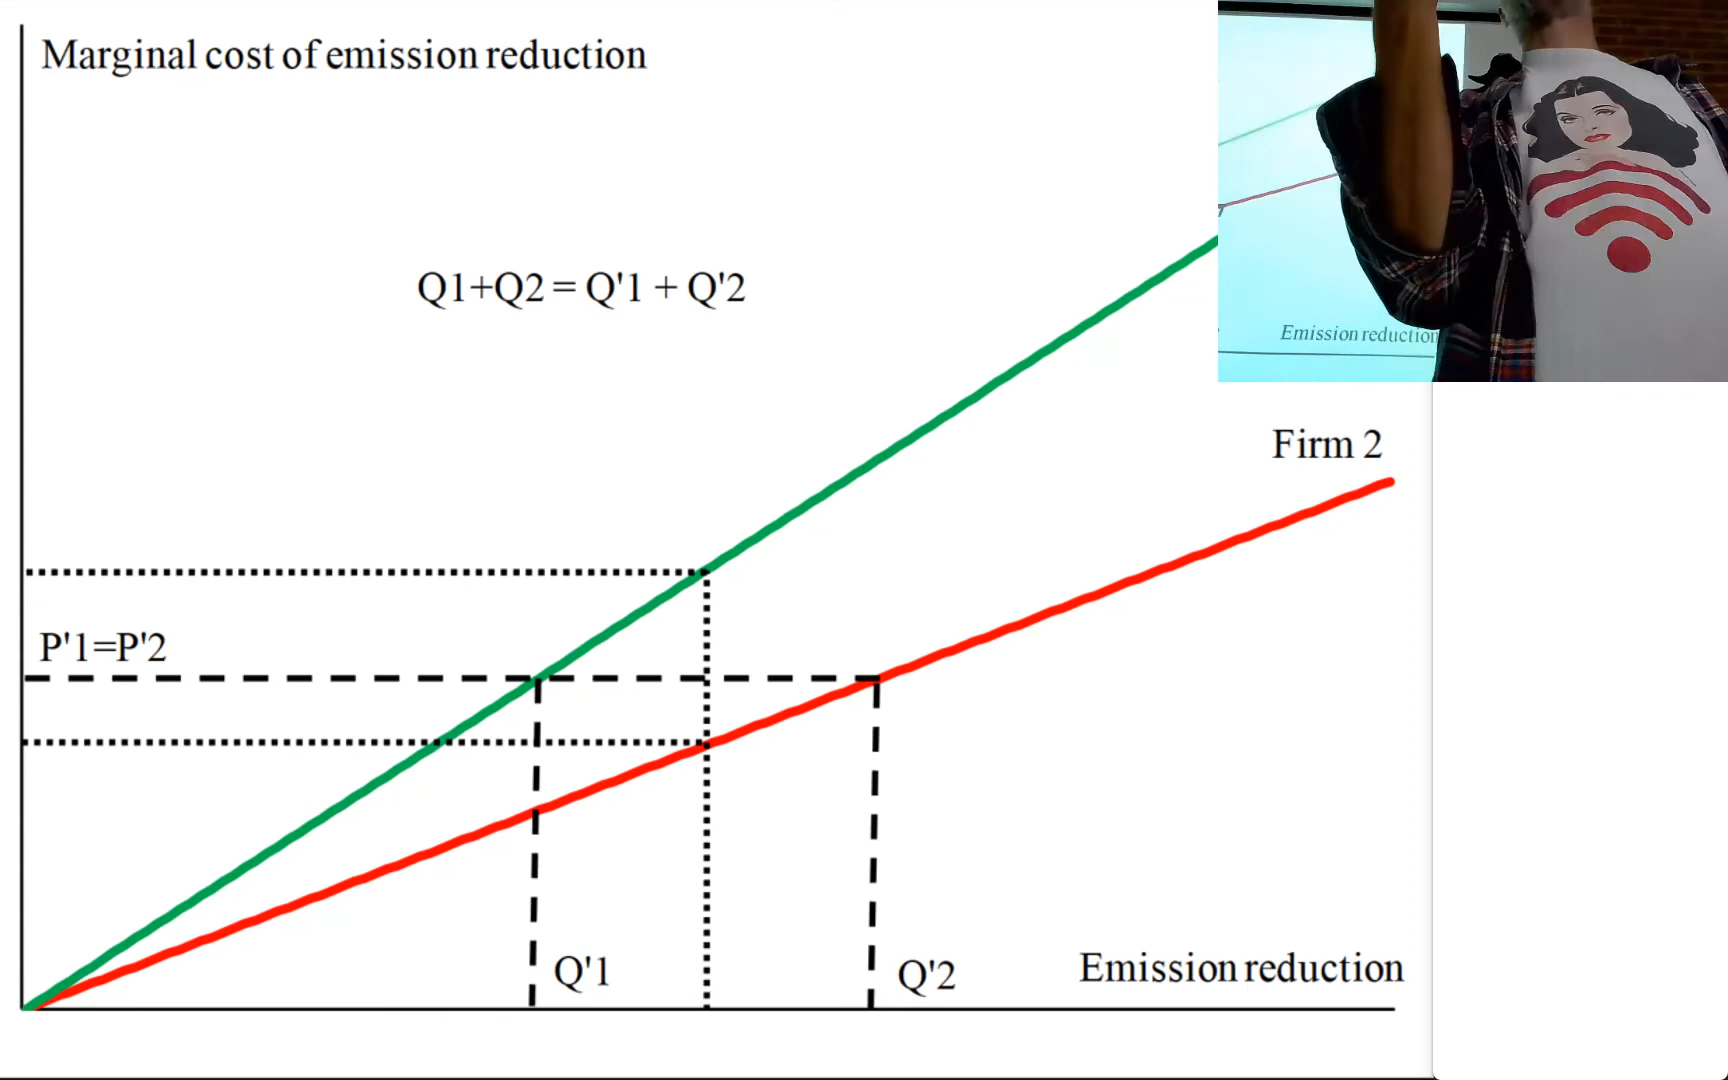 Marginal cost of emission reduction
Q1+Q2 = Q'1 + Q'2
Emission reduction
Firm 2
P'1=P'2
Q'1
Q'2
Emission reduction